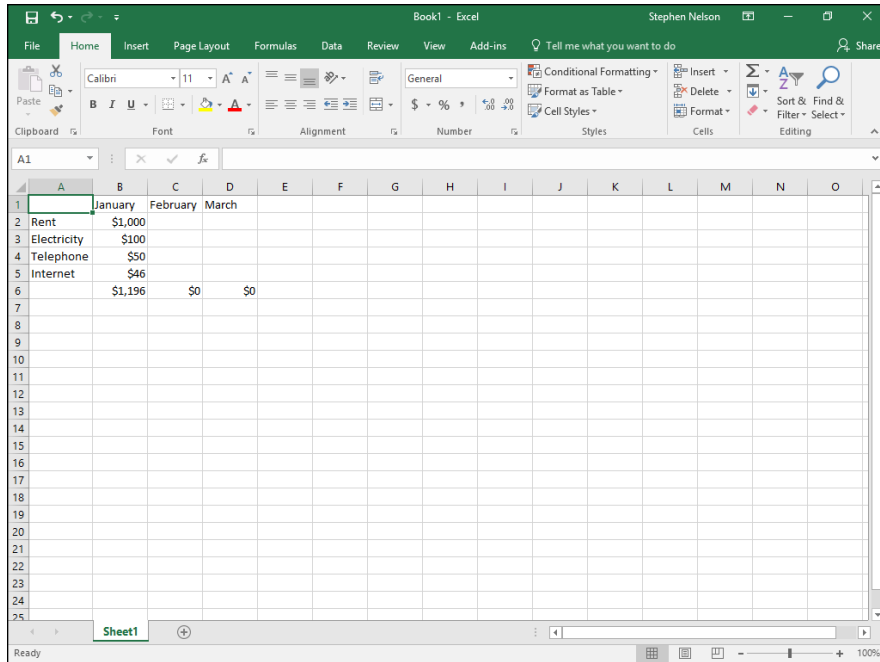 Book1 - Excel Stephen Nelson
File Home Insert Page Layout Formulas Data Review View Add-ins Tell me what you want to do Share
Paste
Calibri 11 A A
B I U A
General
$ % ,
Conditional Formatting
Format as Table
Cell Styles
Insert
Delete
Format
Sort & Filter
Find & Select
Clipboard Font Alignment Number Styles Cells Editing
A1 fx
A B C D E F G H I J K L M N O
1 January February March
2 Rent $1,000
3 Electricity $100
4 Telephone $50
5 Internet $46
6 $1,196 $0 $0
7
8
9
10
11
12
13
14
15
16
17
18
19
20
21
22
23
24
25
Sheet1
Ready 100%